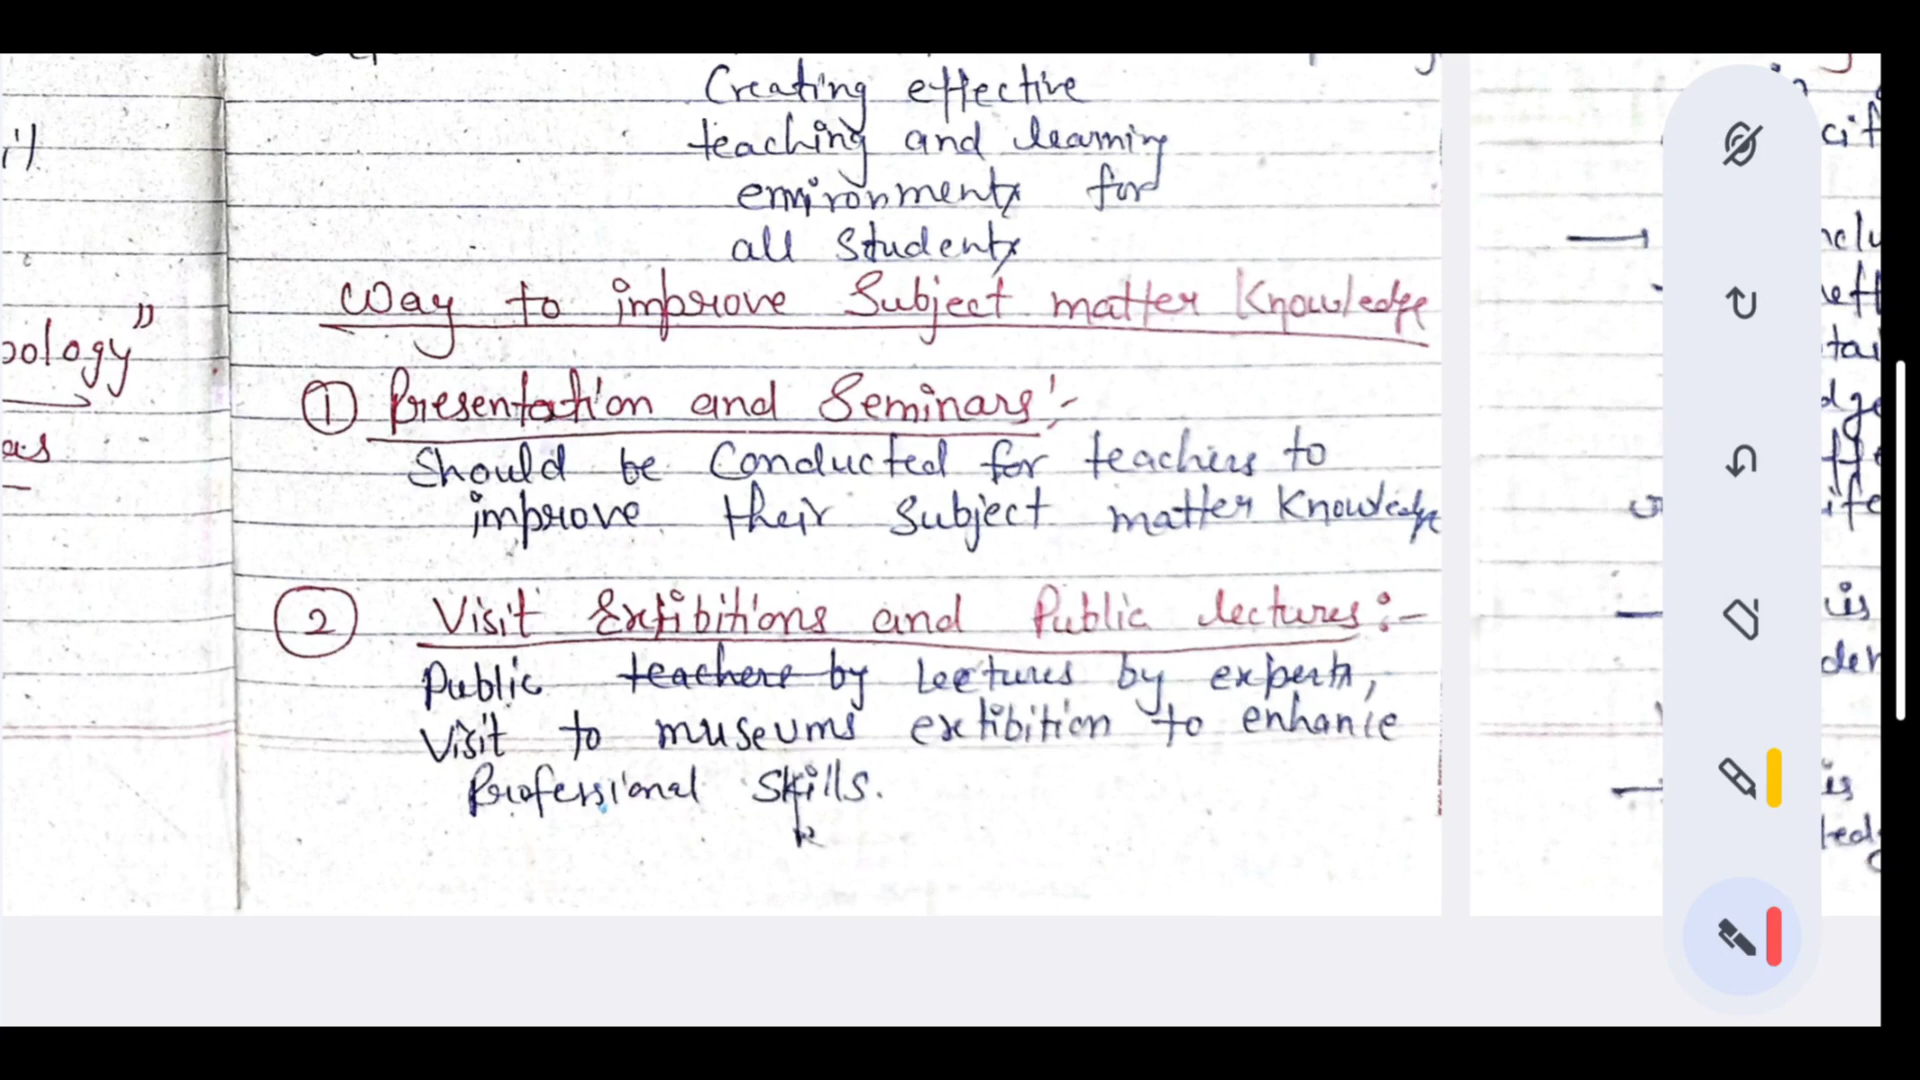 Creating effective
teaching and learning
environments for
all Students
Way to improve Subject matter Knowledge
① Presentation and Seminars:-
Should be Conducted for teachers to
improve their Subject matter Knowledge
② Visit Exhibitions and Public lectures:-
Public teachers by Lectures by experts,
Visit to museums exhibition to enhance
Professional Skills.
ology"
as